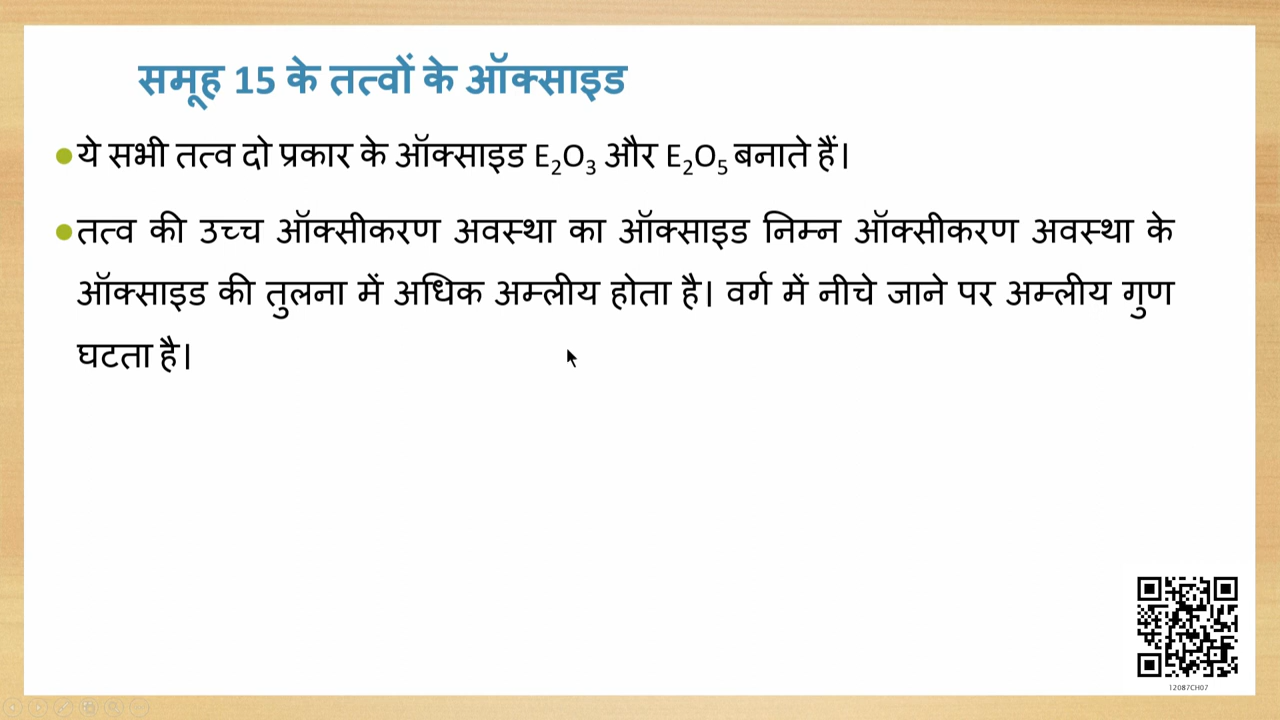 समूह 15 के तत्वों के ऑक्साइड
●ये सभी तत्व दो प्रकार के ऑक्साइड E₂O₃ और E₂O₅ बनाते हैं।
●तत्व की उच्च ऑक्सीकरण अवस्था का ऑक्साइड निम्न ऑक्सीकरण अवस्था के
ऑक्साइड की तुलना में अधिक अम्लीय होता है। वर्ग में नीचे जाने पर अम्लीय गुण
घटता है।
12087CH07